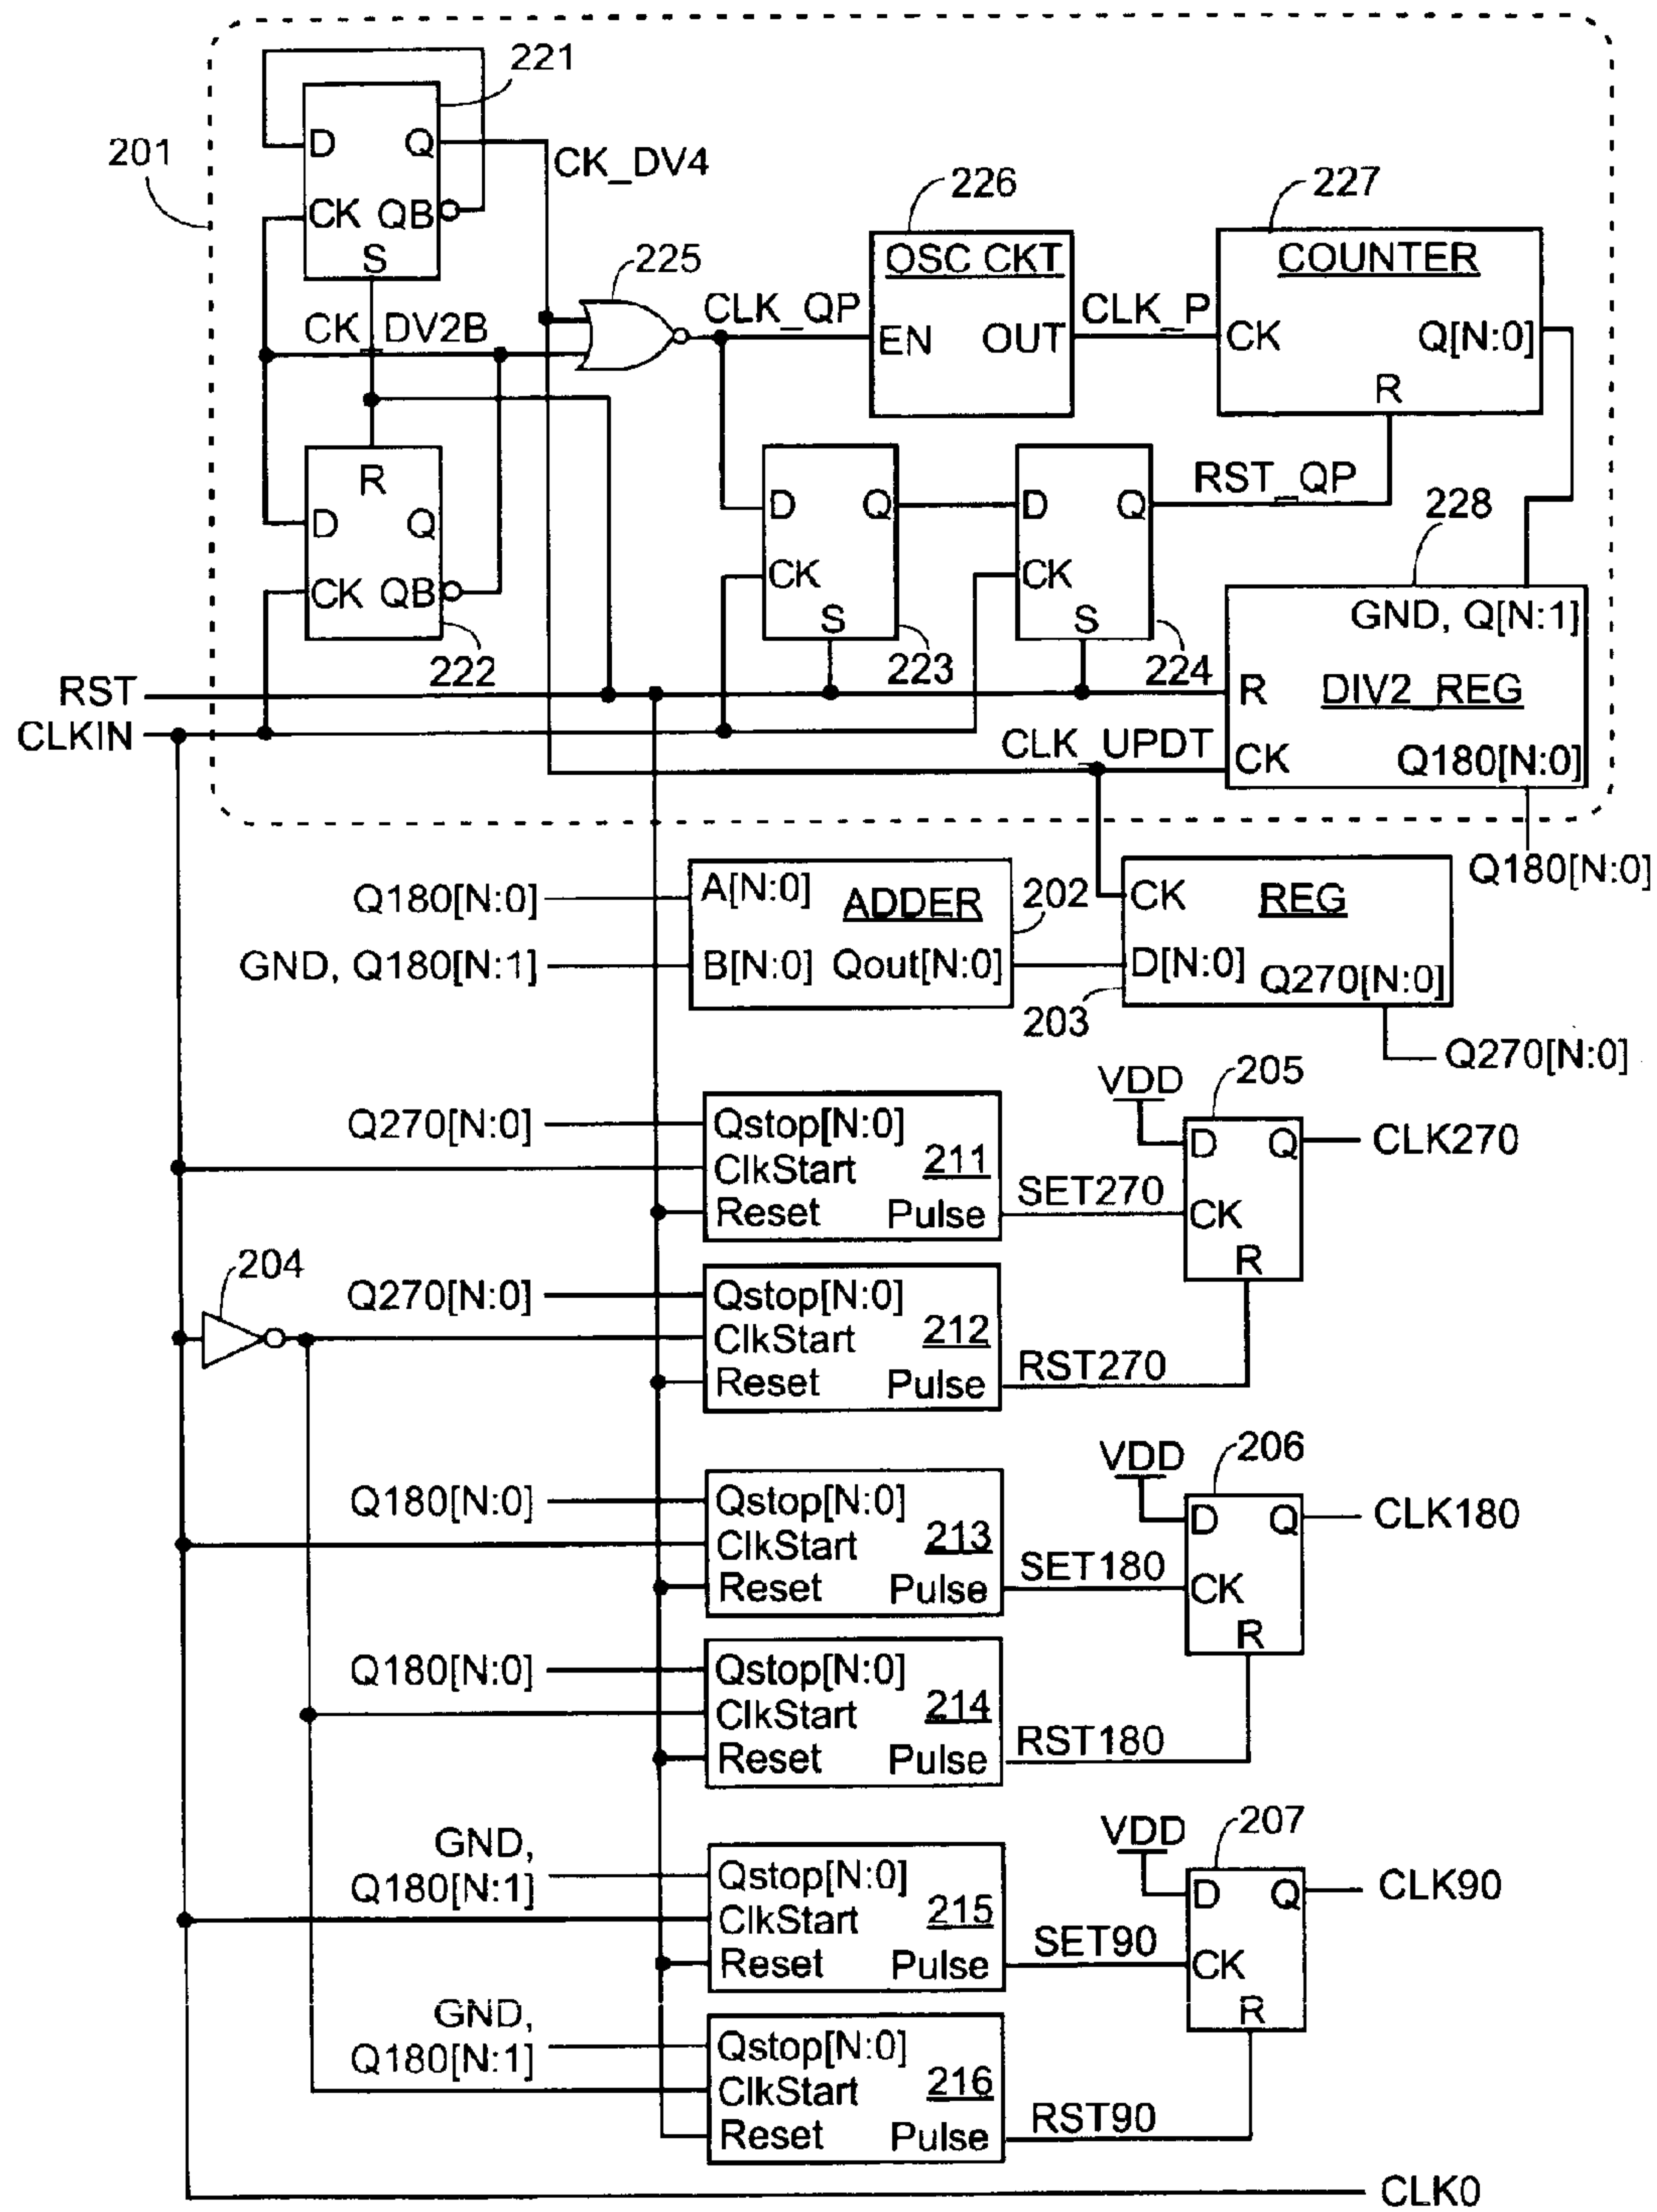 221
D Q
201
CK_DV4
CK QB
S
226
227
225
OSC CKT
COUNTER
CLK_QP
CLK_P
CK_DV2B
EN OUT
CK Q[N:0]
R
R
D Q
D Q
D Q
RST_QP
228
CK QB
CK
CK
GND, Q[N:1]
S
S
222
223
224
RST
R DIV2_REG
CLKIN
CLK_UPDT
CK Q180[N:0]
Q180[N:0]
Q180[N:0]
A[N:0] ADDER
202
CK REG
GND, Q180[N:1]
B[N:0] Qout[N:0]
D[N:0] Q270[N:0]
203
Q270[N:0]
VDD
205
Q270[N:0]
Qstop[N:0]
D Q
CLK270
ClkStart 211
SET270
Reset Pulse
CK
R
204
Q270[N:0]
Qstop[N:0]
ClkStart 212
RST270
Reset Pulse
VDD
206
Q180[N:0]
Qstop[N:0]
D Q
CLK180
ClkStart 213
SET180
Reset Pulse
CK
R
Q180[N:0]
Qstop[N:0]
ClkStart 214
RST180
Reset Pulse
VDD
207
GND,
Q180[N:1]
Qstop[N:0]
D Q
CLK90
ClkStart 215
SET90
Reset Pulse
CK
R
GND,
Q180[N:1]
Qstop[N:0]
ClkStart 216
RST90
Reset Pulse
CLK0